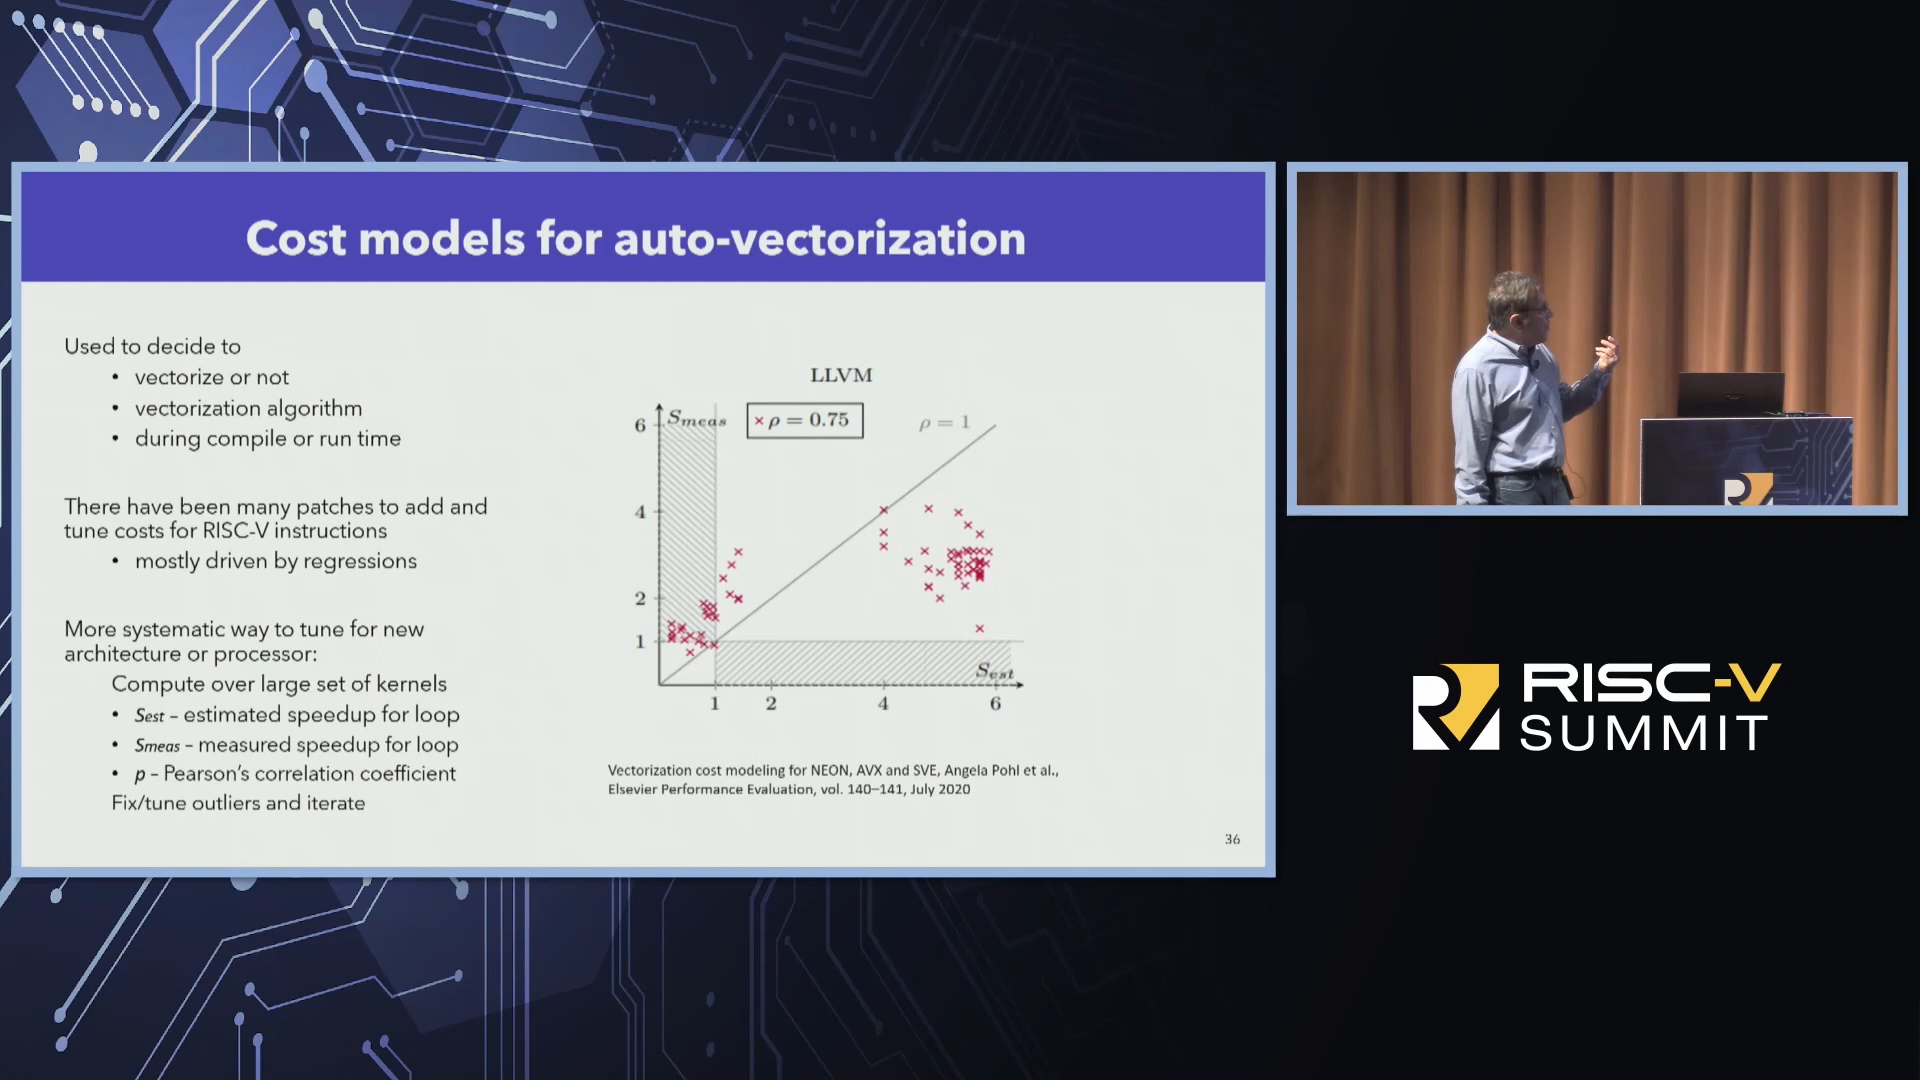 Cost models for auto-vectorization
Used to decide to
• vectorize or not
• vectorization algorithm
• during compile or run time
There have been many patches to add and
tune costs for RISC-V instructions
• mostly driven by regressions
More systematic way to tune for new
architecture or processor:
Compute over large set of kernels
• Sest – estimated speedup for loop
• Smeas – measured speedup for loop
• p – Pearson's correlation coefficient
Fix/tune outliers and iterate
LLVM
Smeas
× ρ = 0.75
ρ = 1
6
4
2
1
Sest
1 2 4 6
Vectorization cost modeling for NEON, AVX and SVE, Angela Pohl et al.,
Elsevier Performance Evaluation, vol. 140–141, July 2020
36
RISC-V
SUMMIT